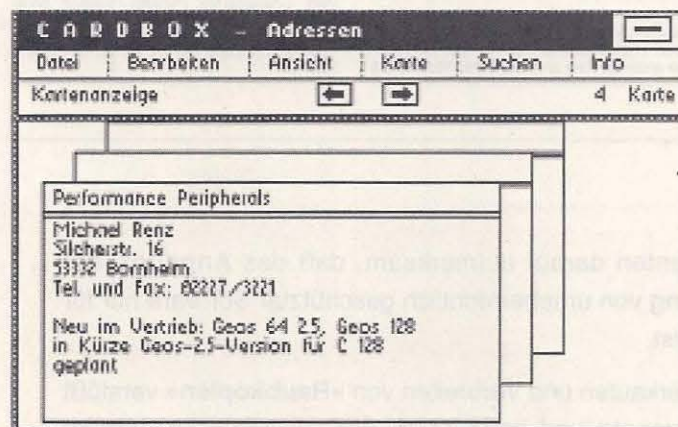 CARDBOX – Adressen
Datei Bearbeiten Ansicht Karte Suchen Info
Kartenanzeige 4 Karte
Performance Peripherals
Michael Renz
Silcherstr. 16
53332 Bornheim
Tel. und Fax: 02227/3221
Neu im Vertrieb: Geos 64 2.5, Geos 128
in Kürze Geos-2.5-Version für C 128
geplant